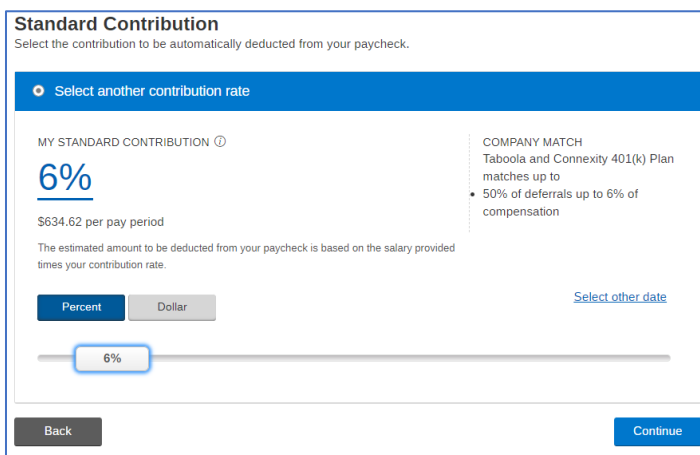 Standard Contribution
Select the contribution to be automatically deducted from your paycheck.
Select another contribution rate
MY STANDARD CONTRIBUTION ⓘ
6%
$634.62 per pay period
The estimated amount to be deducted from your paycheck is based on the salary provided
times your contribution rate.
COMPANY MATCH
Taboola and Connexity 401(k) Plan
matches up to
• 50% of deferrals up to 6% of
compensation
Percent
Dollar
Select other date
6%
Back
Continue